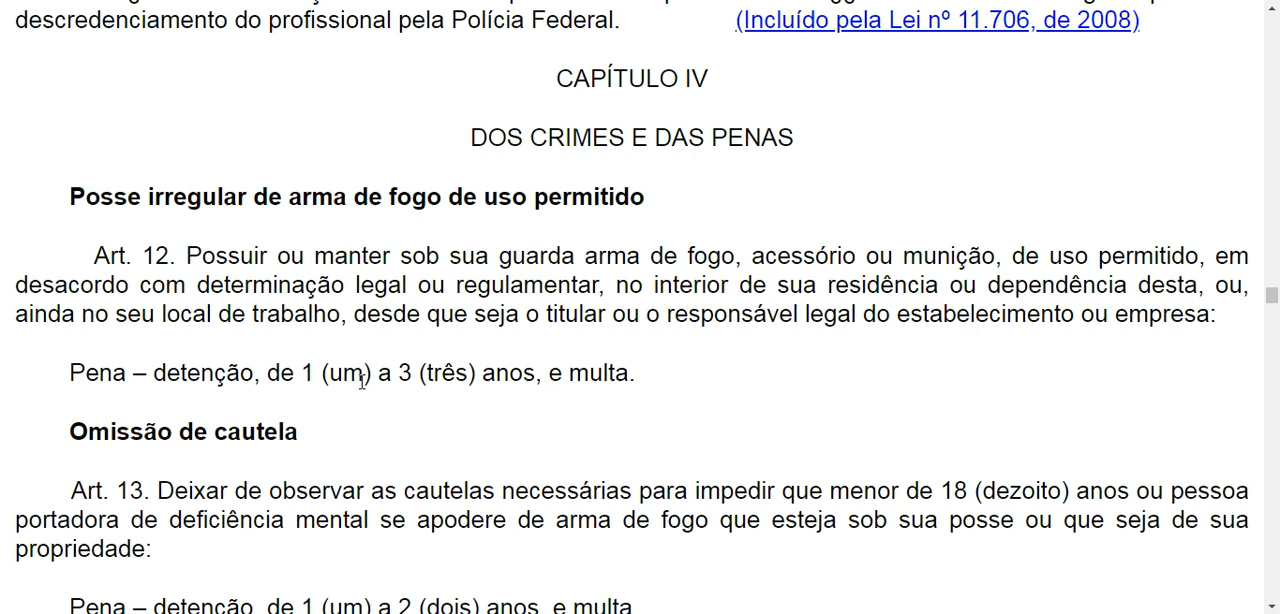 descredenciamento do profissional pela Polícia Federal. (Incluído pela Lei nº 11.706, de 2008)
CAPÍTULO IV
DOS CRIMES E DAS PENAS
Posse irregular de arma de fogo de uso permitido
Art. 12. Possuir ou manter sob sua guarda arma de fogo, acessório ou munição, de uso permitido, em
desacordo com determinação legal ou regulamentar, no interior de sua residência ou dependência desta, ou,
ainda no seu local de trabalho, desde que seja o titular ou o responsável legal do estabelecimento ou empresa:
Pena – detenção, de 1 (um) a 3 (três) anos, e multa.
Omissão de cautela
Art. 13. Deixar de observar as cautelas necessárias para impedir que menor de 18 (dezoito) anos ou pessoa
portadora de deficiência mental se apodere de arma de fogo que esteja sob sua posse ou que seja de sua
propriedade:
Pena – detenção, de 1 (um) a 2 (dois) anos, e multa